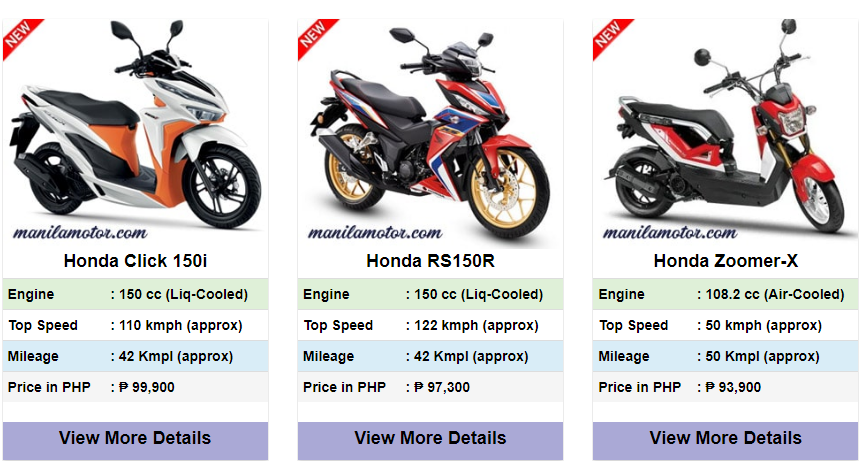 NEW
manilamotor.com
Honda Click 150i
Engine : 150 cc (Liq-Cooled)
Top Speed : 110 kmph (approx)
Mileage : 42 Kmpl (approx)
Price in PHP : ₱ 99,900
View More Details
NEW
manilamotor.com
Honda RS150R
Engine : 150 cc (Liq-Cooled)
Top Speed : 122 kmph (approx)
Mileage : 42 Kmpl (approx)
Price in PHP : ₱ 97,300
View More Details
NEW
manilamotor.com
Honda Zoomer-X
Engine : 108.2 cc (Air-Cooled)
Top Speed : 50 kmph (approx)
Mileage : 50 Kmpl (approx)
Price in PHP : ₱ 93,900
View More Details